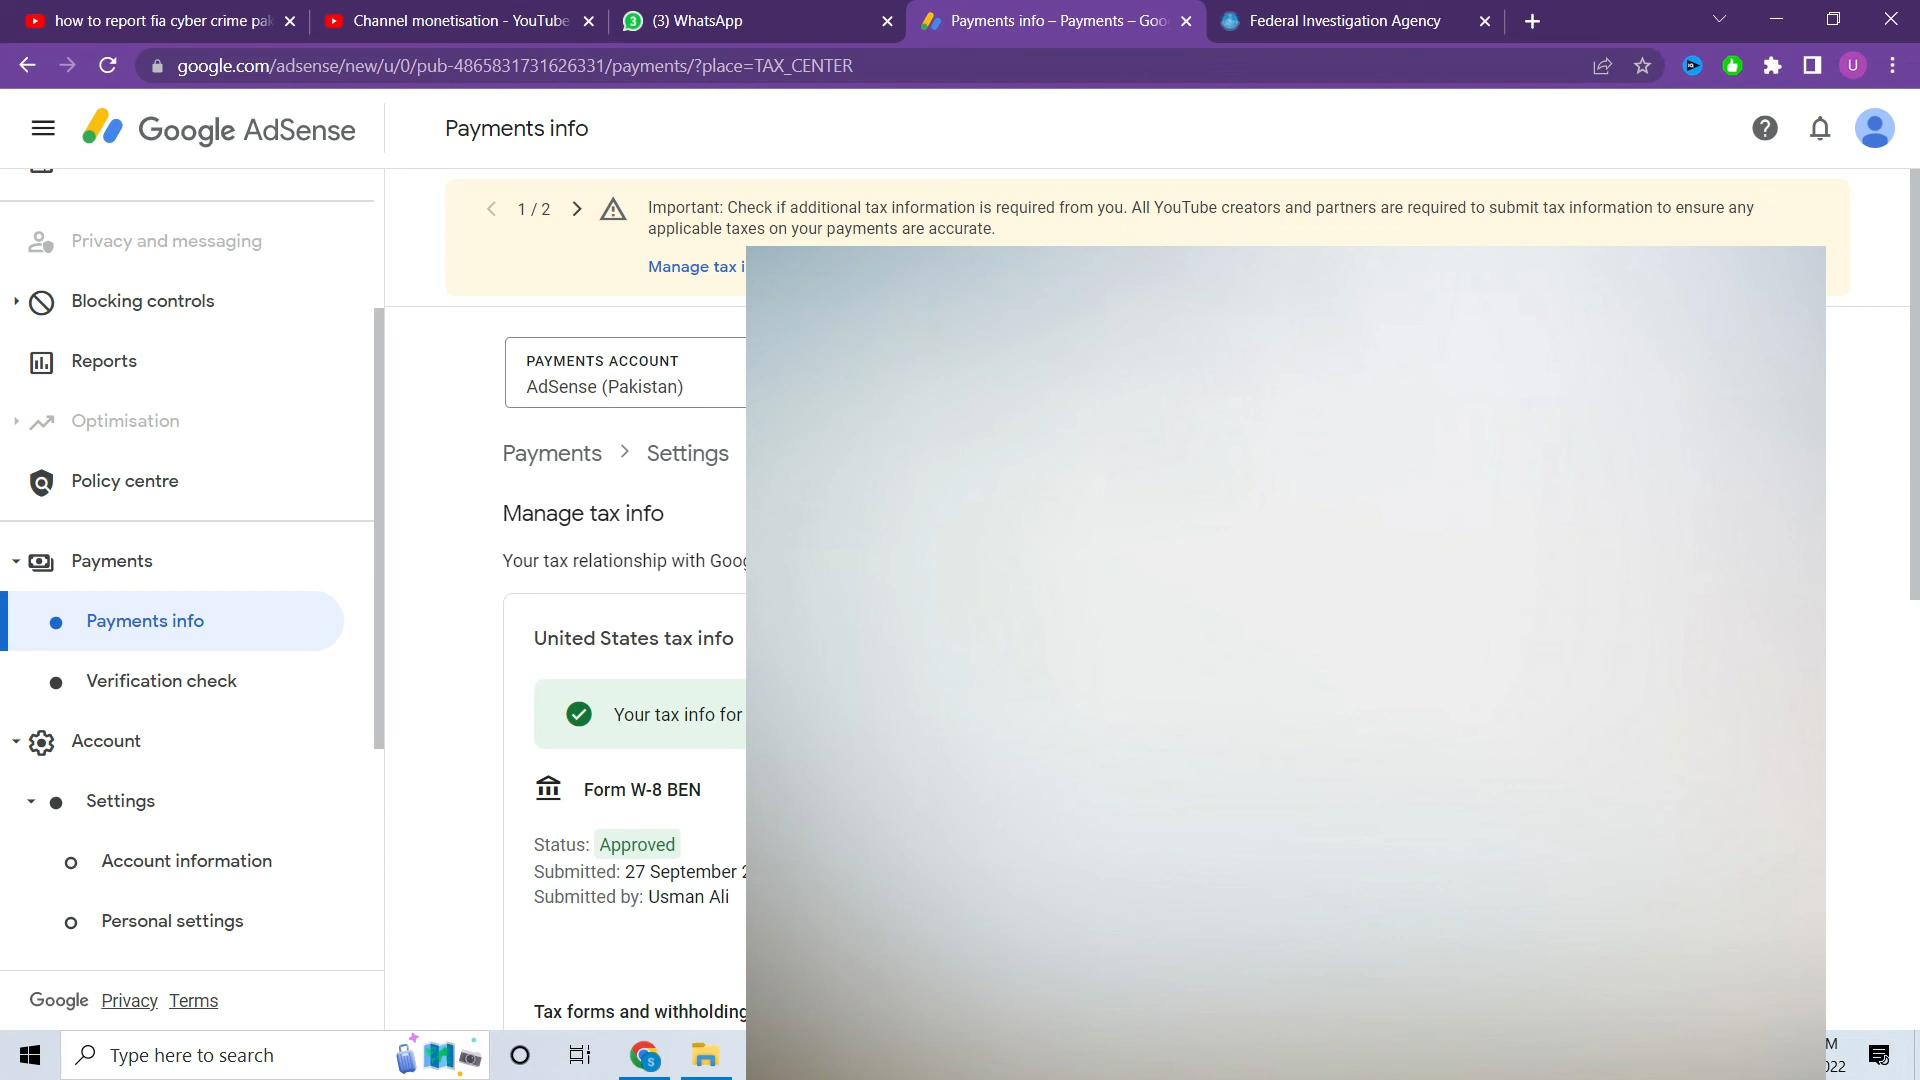 how to report fia cyber crime pak
Channel monetisation - YouTube
(3) WhatsApp
Payments info – Payments – Goo
Federal Investigation Agency
google.com/adsense/new/u/0/pub-4865831731626331/payments/?place=TAX_CENTER
U
Google AdSense
Payments info
1 / 2
Important: Check if additional tax information is required from you. All YouTube creators and partners are required to submit tax information to ensure any
applicable taxes on your payments are accurate.
Manage tax i
Privacy and messaging
Blocking controls
Reports
Optimisation
Policy centre
Payments
Payments info
Verification check
Account
Settings
Account information
Personal settings
Google Privacy Terms
PAYMENTS ACCOUNT
AdSense (Pakistan)
Payments > Settings
Manage tax info
Your tax relationship with Goog
United States tax info
Your tax info for
Form W-8 BEN
Status: Approved
Submitted: 27 September 2
Submitted by: Usman Ali
Tax forms and withholding
Type here to search
M
022